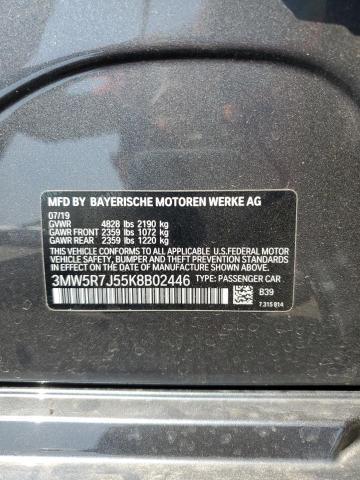 MFD BY BAYERISCHE MOTOREN WERKE AG
07/19
GVWR 4828 lbs 2190 kg
GAWR FRONT 2359 lbs 1072 kg
GAWR REAR 2359 lbs 1220 kg
THIS VEHICLE CONFORMS TO ALL APPLICABLE U.S.FEDERAL MOTOR
VEHICLE SAFETY, BUMPER, AND THEFT PREVENTION STANDARDS
IN EFFECT ON THE DATE OF MANUFACTURE SHOWN ABOVE.
3MW5R7J55K8B02446 TYPE: PASSENGER CAR
B39
7 315 814